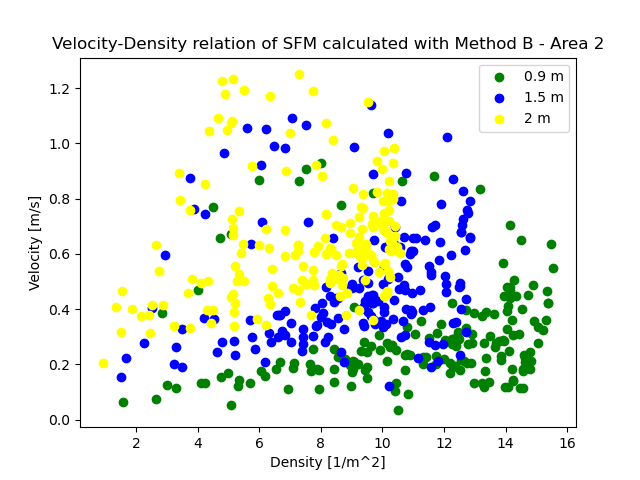 Velocity-Density relation of SFM calculated with Method B - Area 2
0.9 m
1.5 m
2 m
1.2
1.0
0.8
0.6
0.4
0.2
0.0
Velocity [m/s]
2 4 6 8 10 12 14 16
Density [1/m^2]